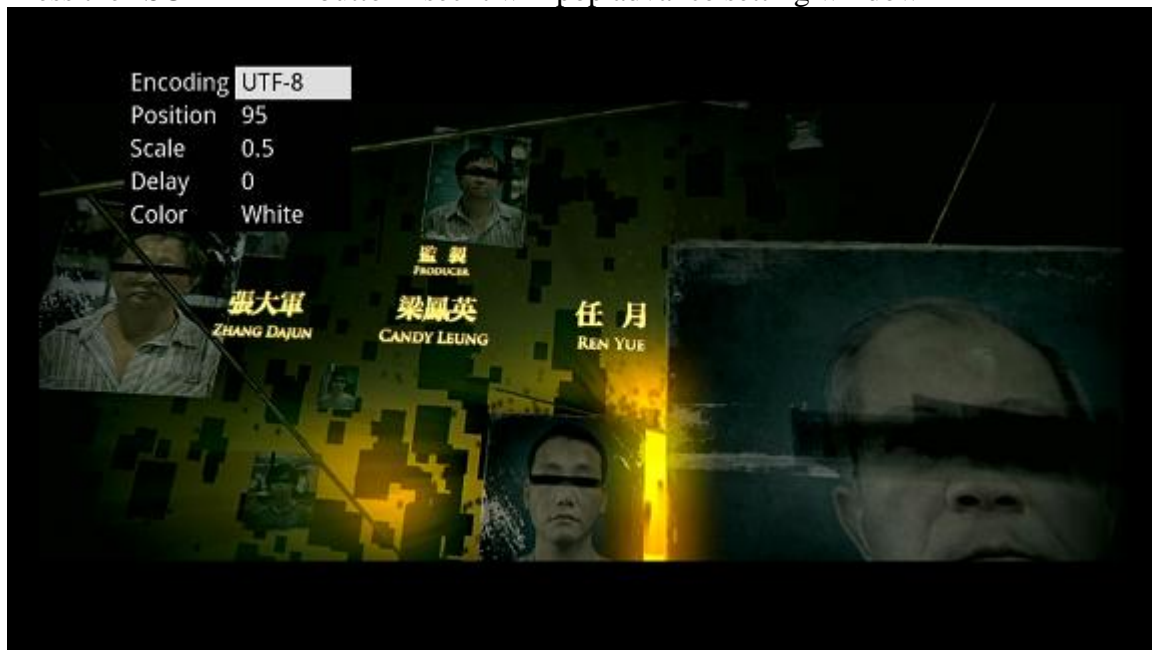 Encoding UTF-8
Position 95
Scale 0.5
Delay 0
Color White
監 製
PRODUCER
張大軍 梁鳳英 任 月
ZHANG DAJUN CANDY LEUNG REN YUE